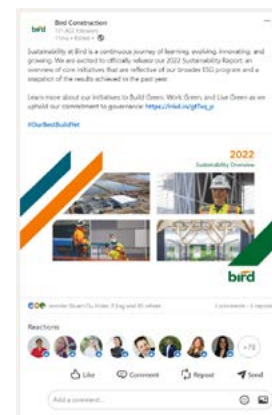 Bird Construction
Sustainability at Bird is a continuous journey of learning, evolving, innovating, and
growing. We are excited to officially release our 2022 Sustainability Report: an
overview of core initiatives that are reflective of our broader ESG program and a
snapshot of the results achieved in the past year.
Learn more about our initiatives to Build Green, Work Green, and Live Green as we
uphold our commitment to governance:
#OurBestBuildYet
2022
Sustainability Overview
bird
Reactions
+78
Like
Comment
Repost
Send
Add a comment...